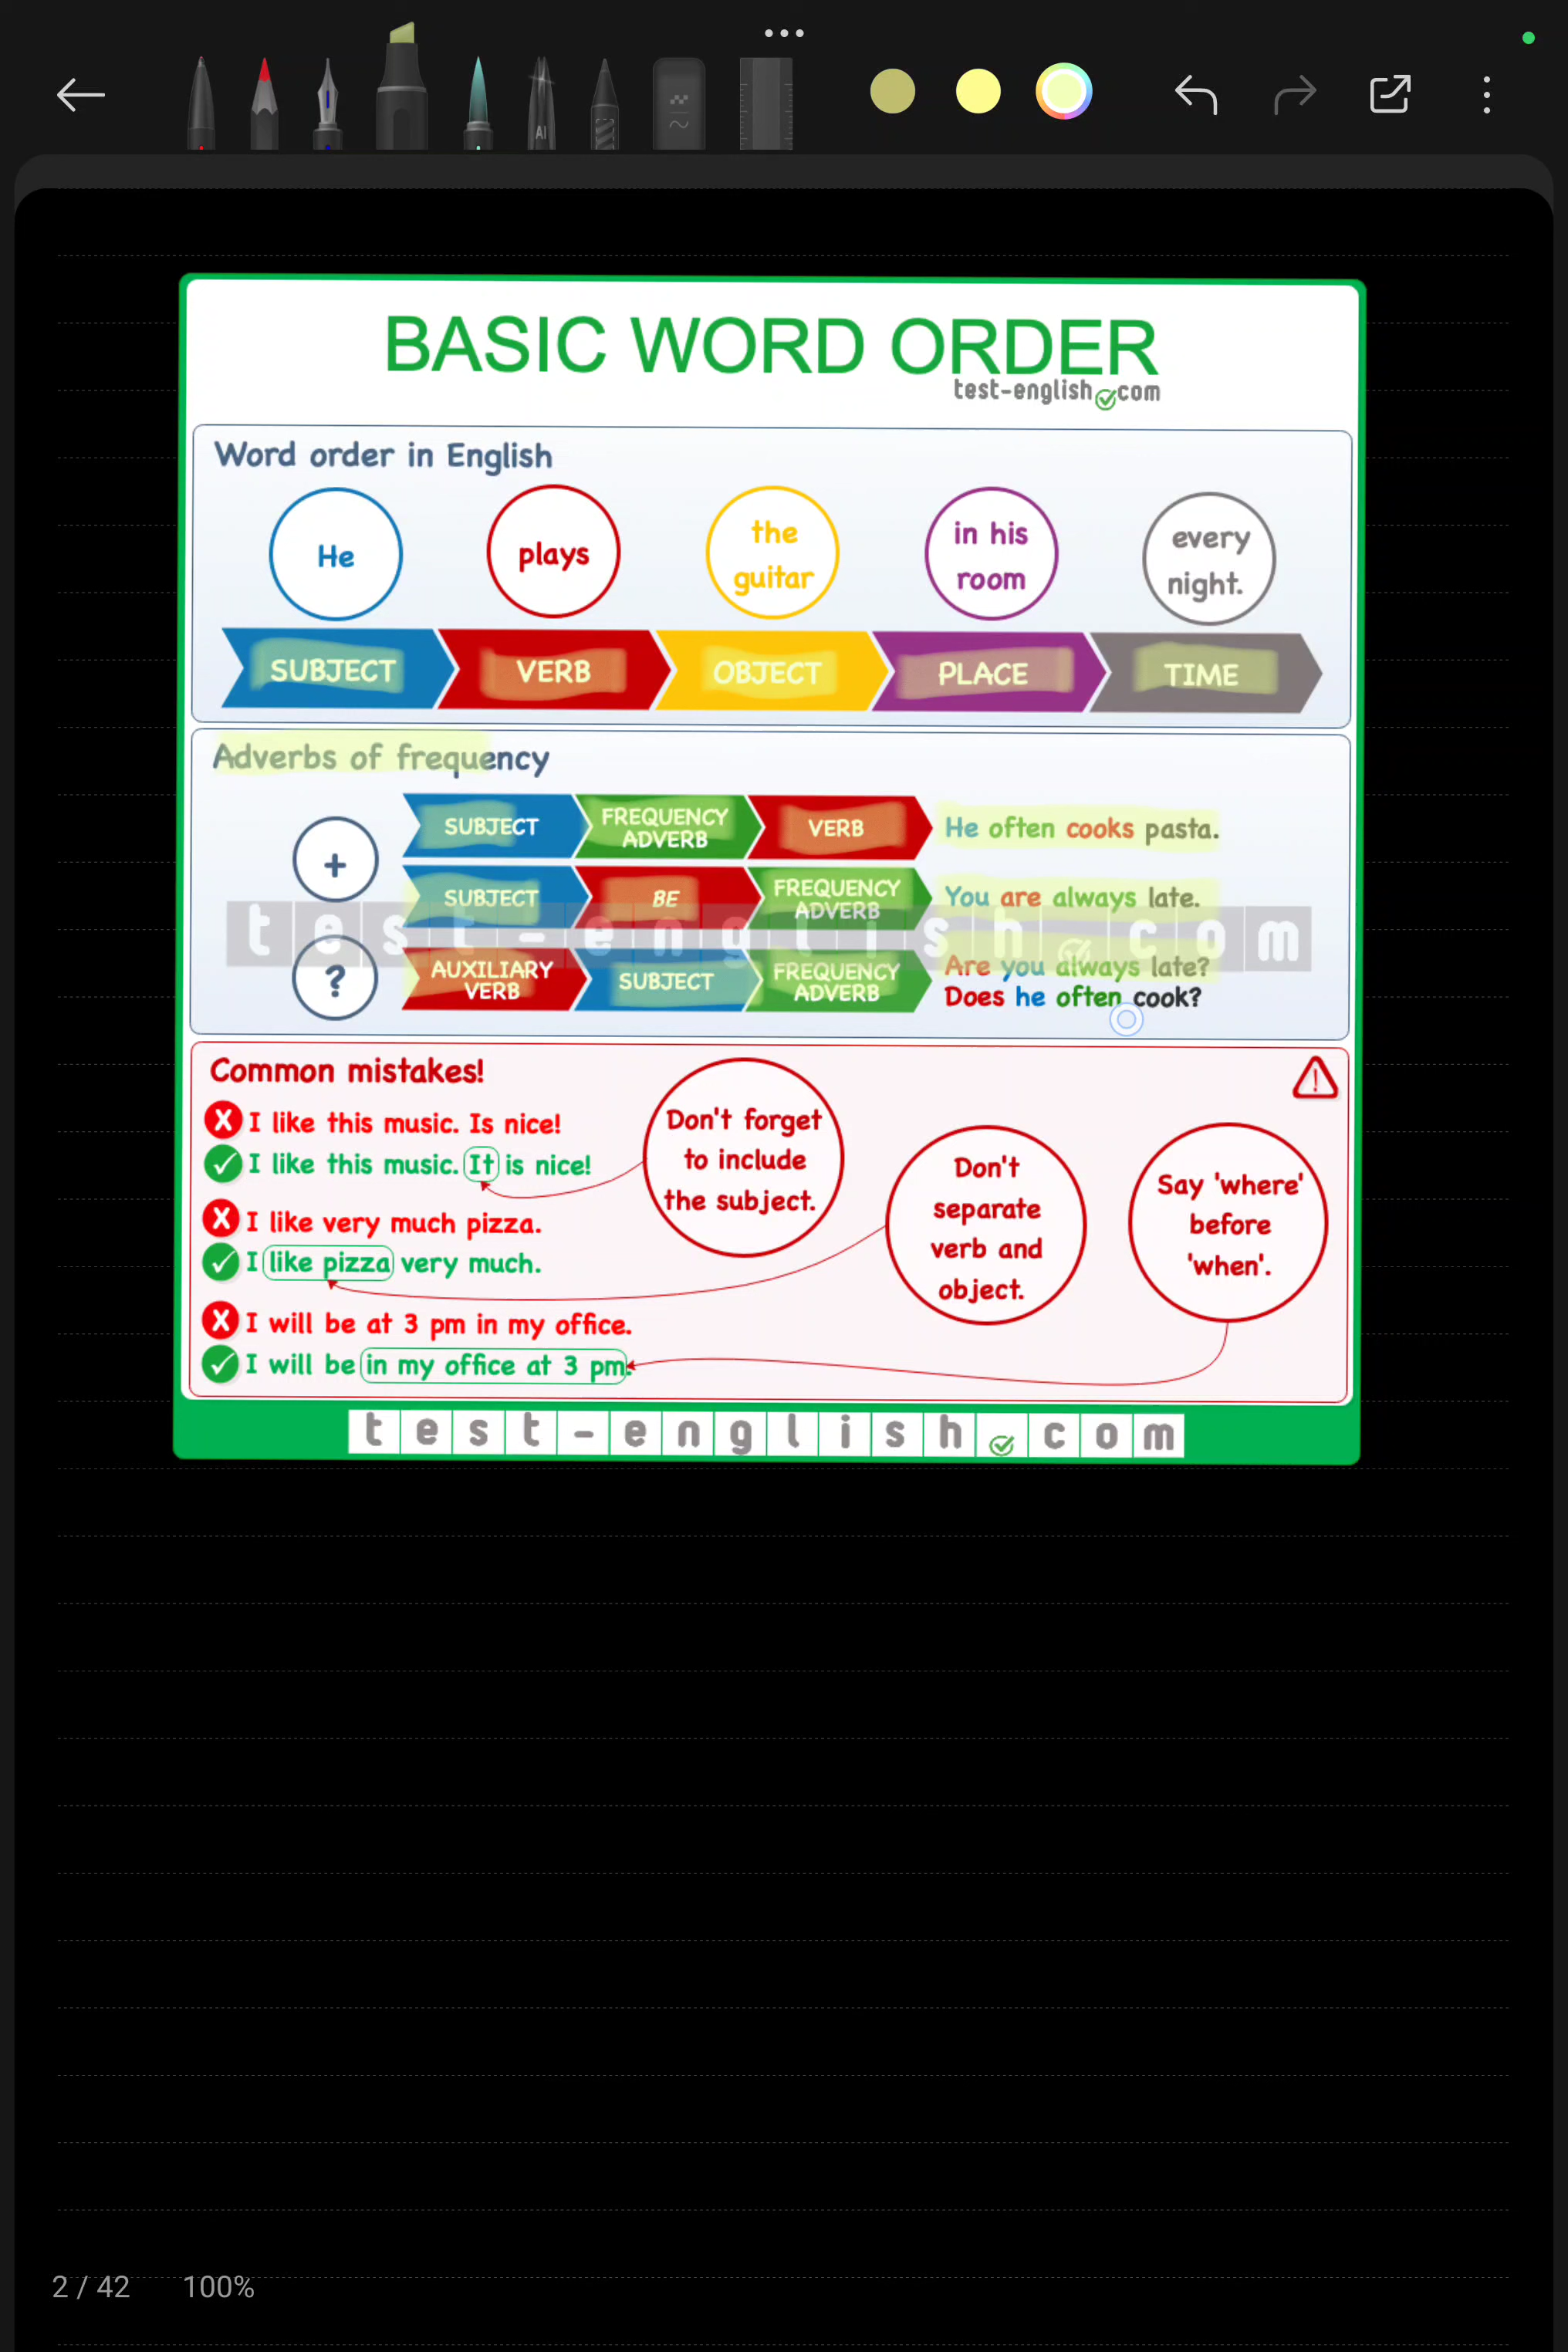 AI
BASIC WORD ORDER
test-english com
Word order in English
He plays the guitar in his room every night.
SUBJECT VERB OBJECT PLACE TIME
Adverbs of frequency
+
SUBJECT FREQUENCY ADVERB VERB He often cooks pasta.
SUBJECT BE FREQUENCY ADVERB You are always late.
test-english com
?
AUXILIARY VERB SUBJECT FREQUENCY ADVERB Are you always late?
Does he often cook?
Common mistakes!
X I like this music. Is nice!
I like this music. It is nice!
Don't forget
to include
the subject.
X I like very much pizza.
I like pizza very much.
Don't
separate
verb and
object.
X I will be at 3 pm in my office.
I will be in my office at 3 pm.
Say 'where'
before
'when'.
test-english com
2 / 42 100%